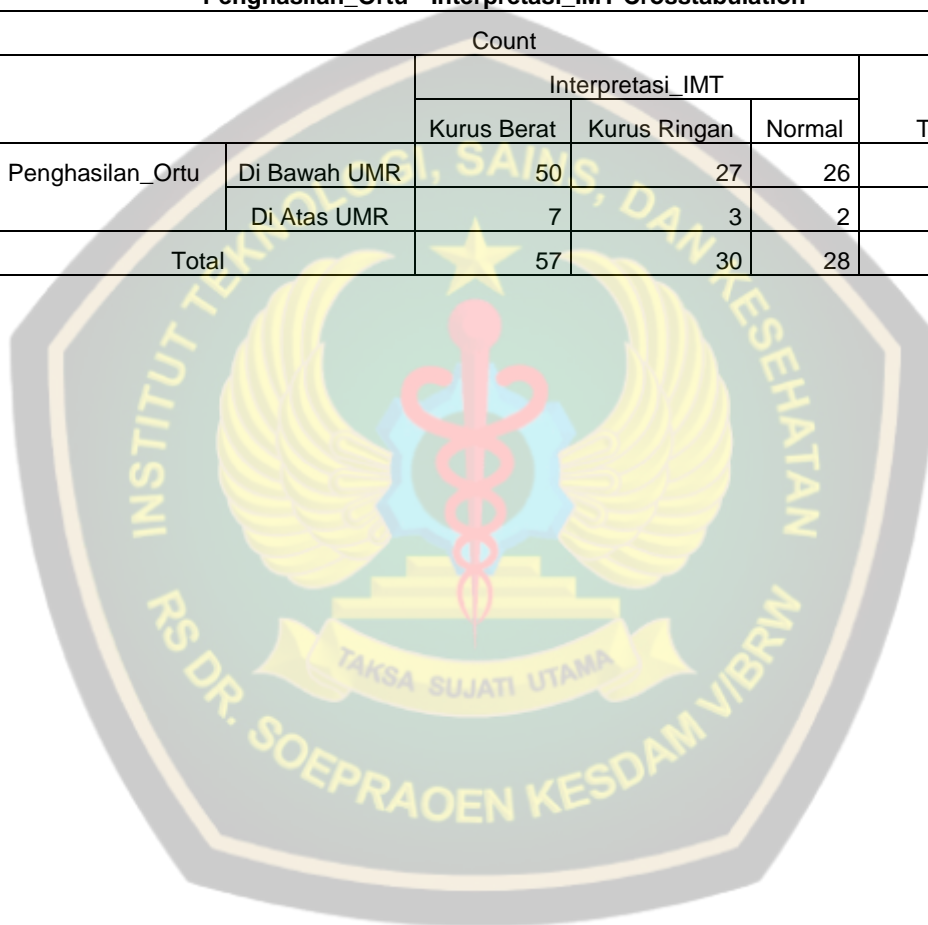 Penghasilan_Ortu * Interpretasi_IMT Crosstabulation
Count
Interpretasi_IMT
Kurus Berat Kurus Ringan Normal T
Penghasilan_Ortu Di Bawah UMR 50 27 26
Di Atas UMR 7 3 2
Total 57 30 28
INSTITUT TEKNOLOGI, SAINS, DAN KESEHATAN
TAKSA SUJATI UTAMA
RS DR. SOEPRAOEN KESDAM V/BRW